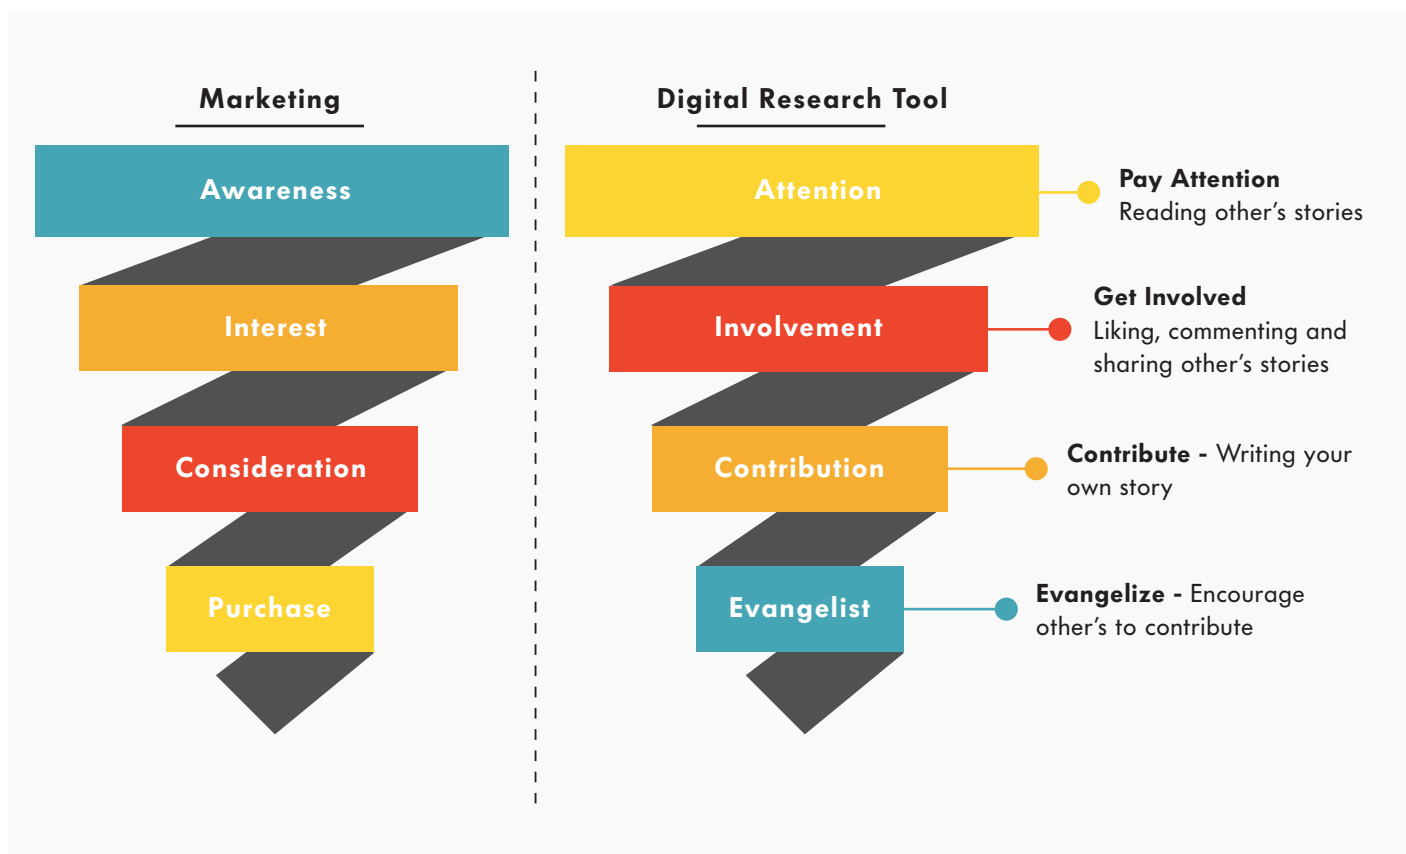 Marketing
Awareness
Interest
Consideration
Purchase
Digital Research Tool
Attention
Pay Attention
Reading other’s stories
Involvement
Get Involved
Liking, commenting and
sharing other’s stories
Contribution
Contribute - Writing your
own story
Evangelist
Evangelize - Encourage
other’s to contribute